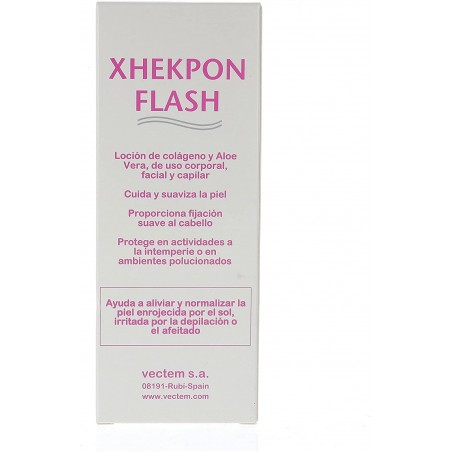 XHEKPON
FLASH
Loción de colágeno y Aloe
Vera, de uso corporal,
facial y capilar
Cuida y suaviza la piel
Proporciona fijación
suave al cabello
Protege en actividades a
la intemperie o en
ambientes polucionados
Ayuda a aliviar y normalizar la
piel enrojecida por el sol,
irritada por la depilación o
el afeitado
vectem s.a.
08191-Rubí-Spain
www.vectem.com